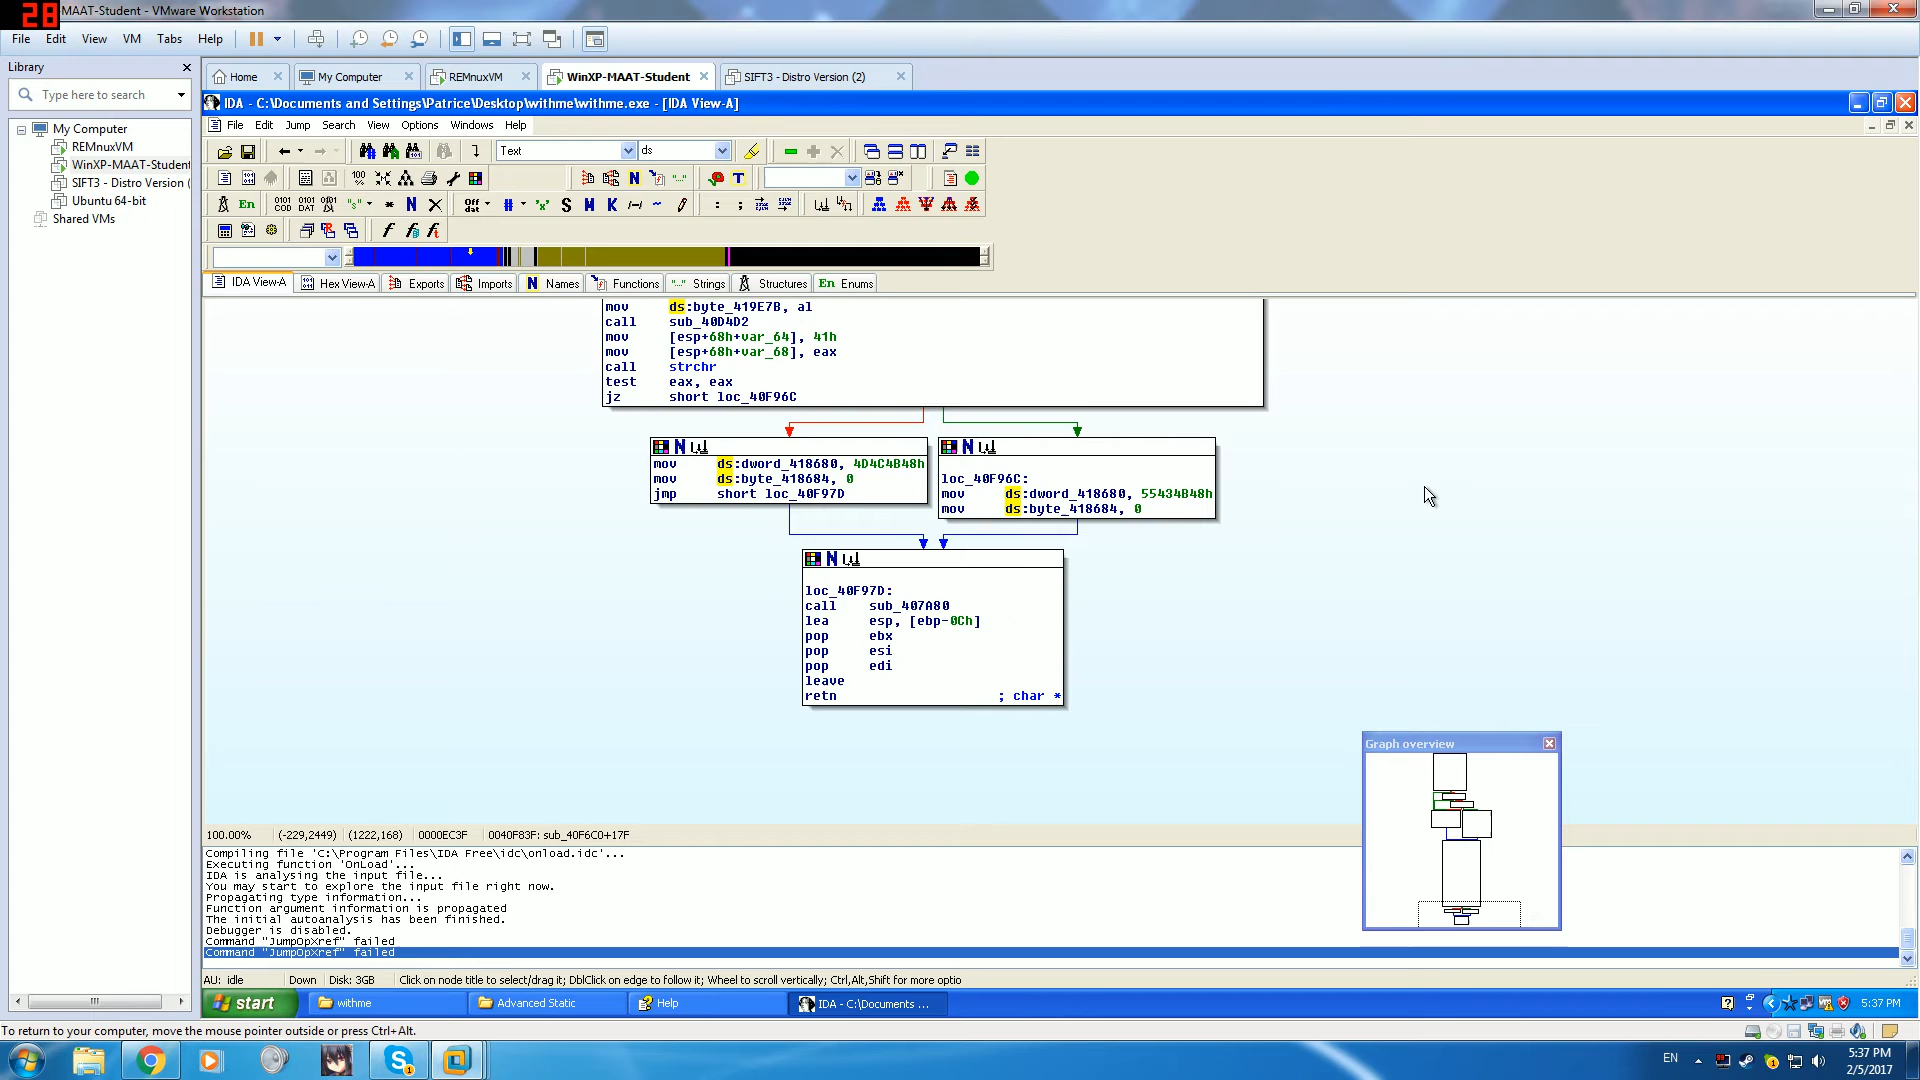 28
MAAT-Student - VMware Workstation
File Edit View VM Tabs Help
Library
Type here to search
My Computer
REMnuxVM
WinXP-MAAT-Student
SIFT3 - Distro Version (
Ubuntu 64-bit
Shared VMs
Home
My Computer
REMnuxVM
WinXP-MAAT-Student
SIFT3 - Distro Version (2)
IDA - C:\Documents and Settings\Patrice\Desktop\withme\withme.exe - [IDA View-A]
File Edit Jump Search View Options Windows Help
Text
ds
IDA View-A
Hex View-A
Exports
Imports
Names
Functions
Strings
Structures
En Enums
mov ds:byte_419E7B, al
call sub_40D4D2
mov [esp+68h+var_64], 41h
mov [esp+68h+var_68], eax
call strchr
test eax, eax
jz short loc_40F96C
mov ds:dword_418680, 4D4C4B48h
mov ds:byte_418684, 0
jmp short loc_40F97D
loc_40F96C:
mov ds:dword_418680, 55434B48h
mov ds:byte_418684, 0
loc_40F97D:
call sub_407A80
lea esp, [ebp-0Ch]
pop ebx
pop esi
pop edi
leave
retn ; char *
Graph overview
100.00% (-229,2449) (1222,168) 0000EC3F 0040F83F: sub_40F6C0+17F
Compiling file 'C:\Program Files\IDA Free\idc\onload.idc'...
Executing function 'OnLoad'...
IDA is analysing the input file...
You may start to explore the input file right now.
Propagating type information...
Function argument information is propagated
The initial autoanalysis has been finished.
Debugger is disabled.
Command "JumpOpXref" failed
Command "JumpOpXref" failed
AU: idle Down Disk: 3GB Click on node title to select/drag it; DblClick on edge to follow it; Wheel to scroll vertically; Ctrl,Alt,Shift for more optio
start
withme
Advanced Static
Help
IDA - C:\Documents ...
5:37 PM
To return to your computer, move the mouse pointer outside or press Ctrl+Alt.
EN
5:37 PM
2/5/2017